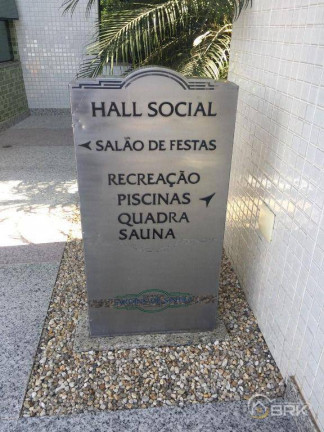 HALL SOCIAL
SALÃO DE FESTAS
RECREAÇÃO
PISCINAS
QUADRA
SAUNA
BRK